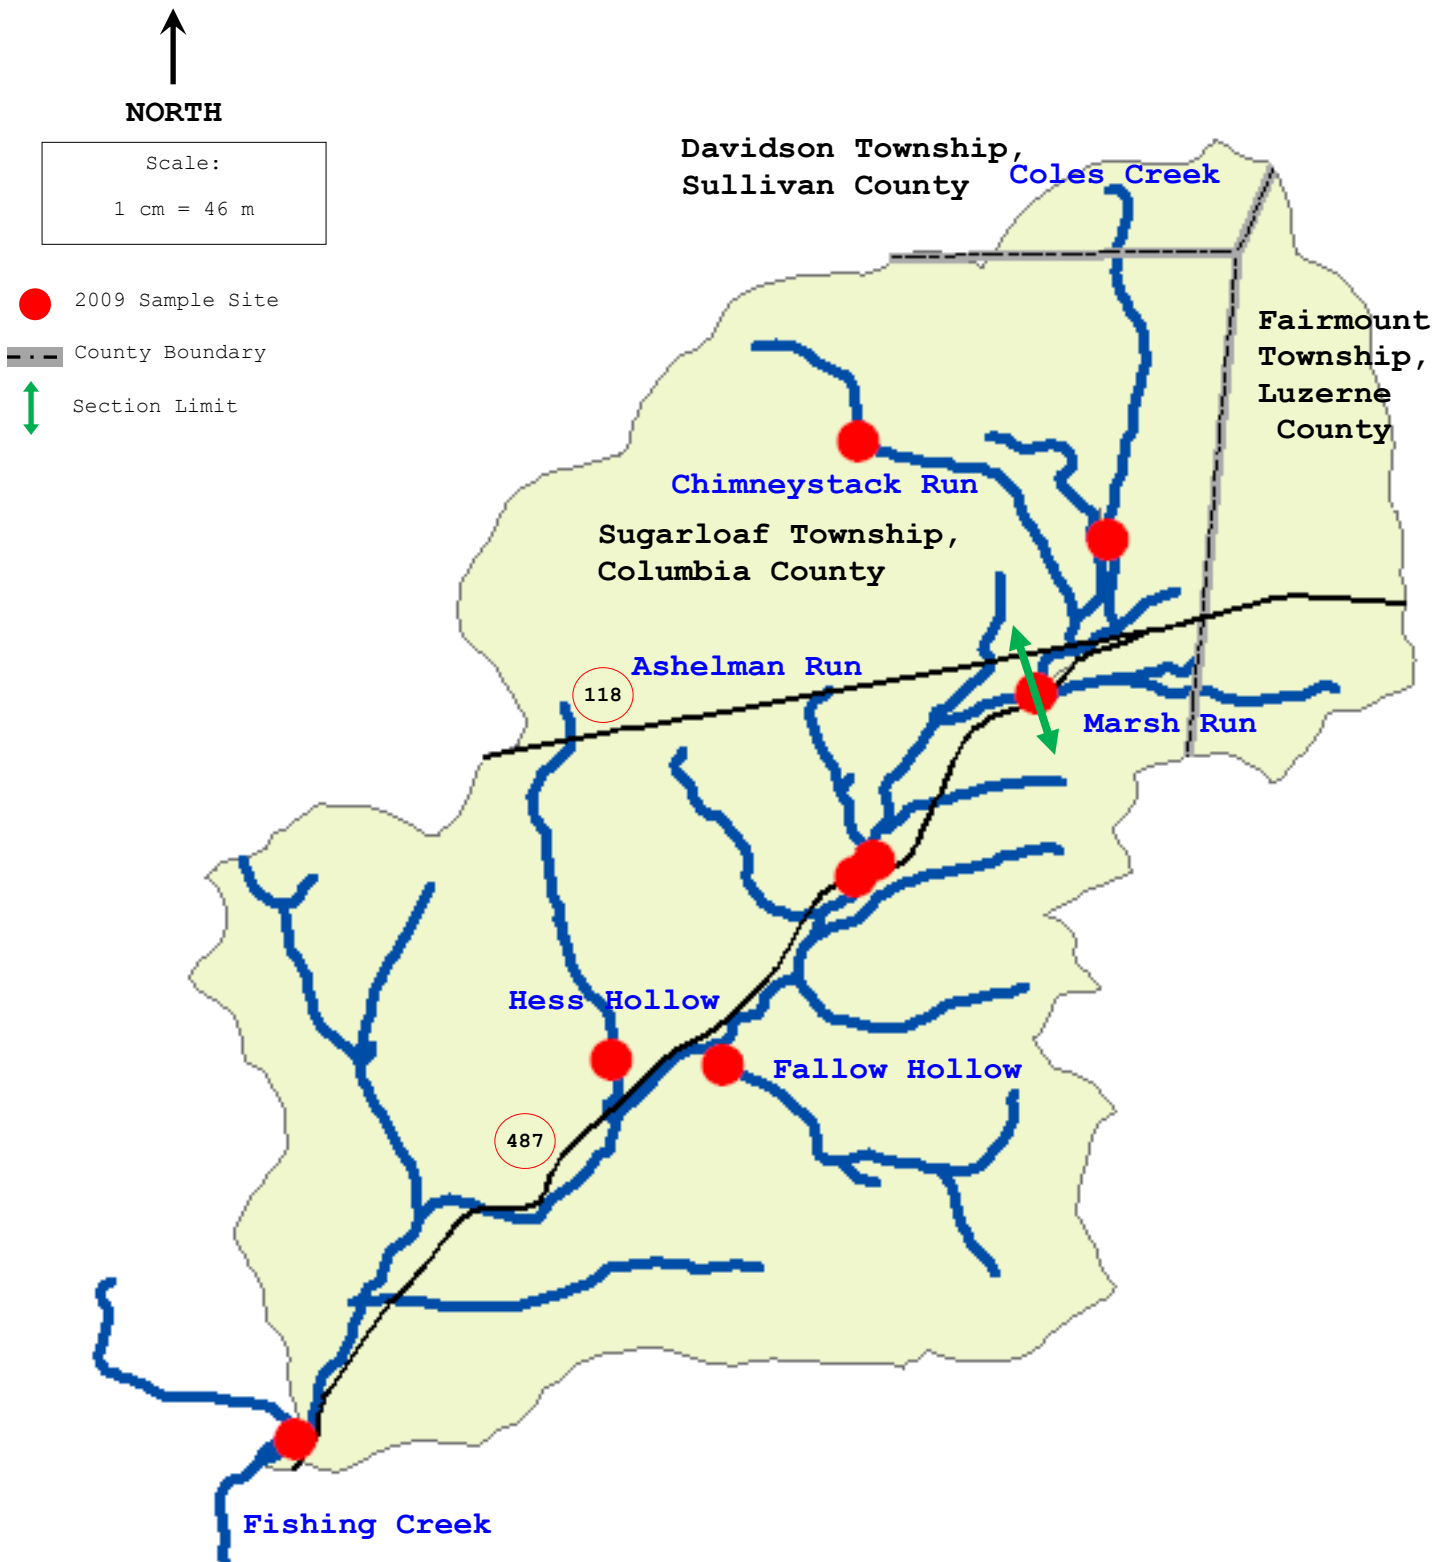 NORTH
Scale:
1 cm = 46 m
2009 Sample Site
County Boundary
Section Limit
Davidson Township,
Sullivan County
Coles Creek
Fairmount
Township,
Luzerne
County
Chimneystack Run
Sugarloaf Township,
Columbia County
Ashelman Run
118
Marsh Run
Hess Hollow
Fallow Hollow
487
Fishing Creek